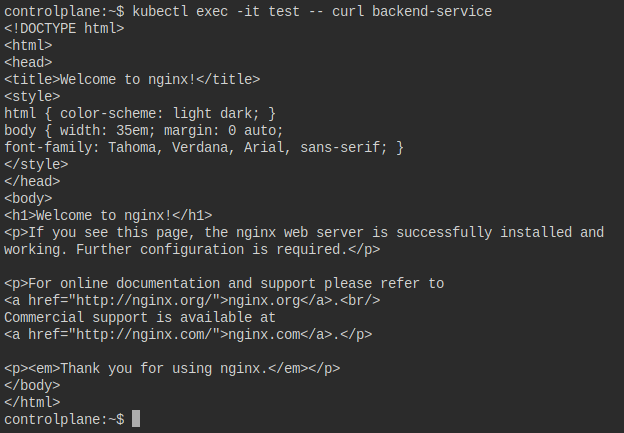 controlplane:~$ kubectl exec -it test -- curl backend-service
<!DOCTYPE html>
<html>
<head>
<title>Welcome to nginx!</title>
<style>
html { color-scheme: light dark; }
body { width: 35em; margin: 0 auto;
font-family: Tahoma, Verdana, Arial, sans-serif; }
</style>
</head>
<body>
<h1>Welcome to nginx!</h1>
<p>If you see this page, the nginx web server is successfully installed and
working. Further configuration is required.</p>

<p>For online documentation and support please refer to
<a href="http://nginx.org/">nginx.org</a>.<br/>
Commercial support is available at
<a href="http://nginx.com/">nginx.com</a>.</p>

<p><em>Thank you for using nginx.</em></p>
</body>
</html>
controlplane:~$